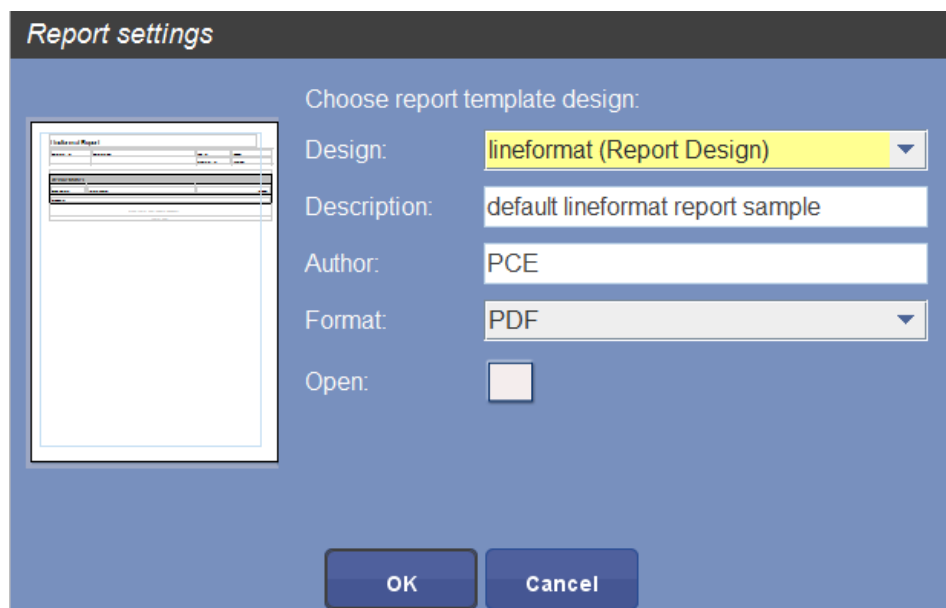 Report settings
Choose report template design:
Design: lineformat (Report Design)
Description: default lineformat report sample
Author: PCE
Format: PDF
Open:
OK Cancel